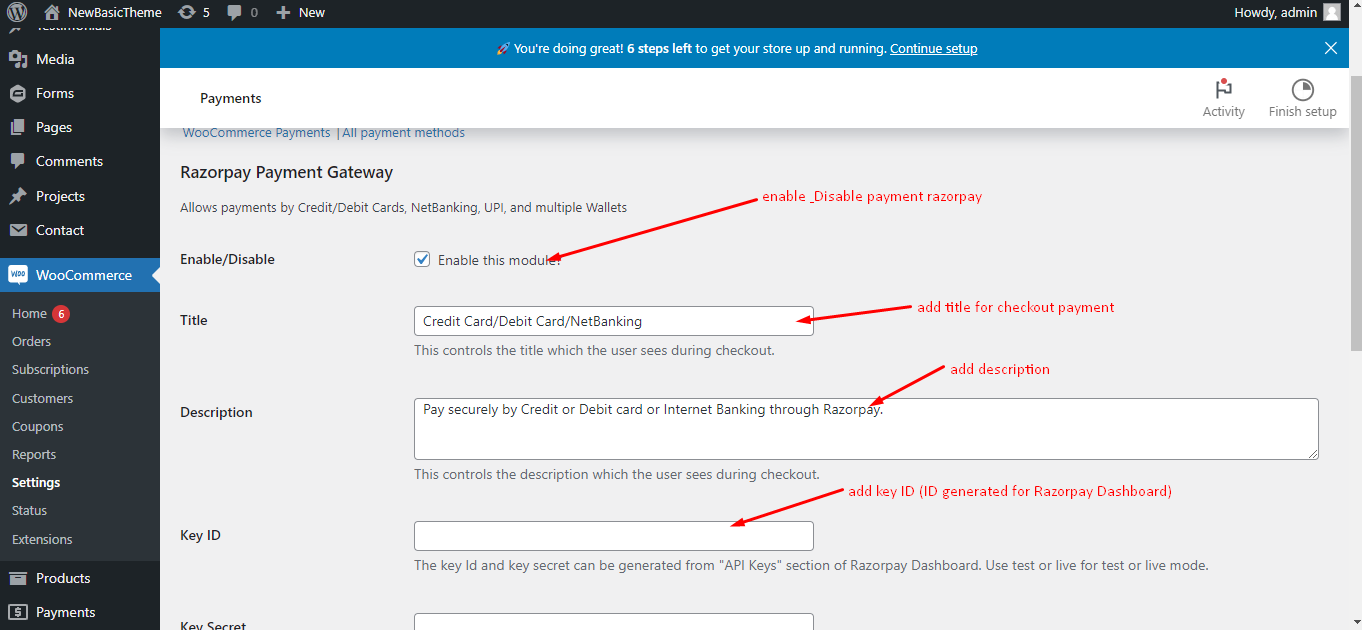 NewBasicTheme
5
0
New
Howdy, admin
Testimonials
Media
Forms
Pages
Comments
Projects
Contact
WooCommerce
Home 6
Orders
Subscriptions
Customers
Coupons
Reports
Settings
Status
Extensions
Products
Payments
You're doing great! 6 steps left to get your store up and running. Continue setup
Payments
Activity
Finish setup
WooCommerce Payments | All payment methods
Razorpay Payment Gateway
Allows payments by Credit/Debit Cards, NetBanking, UPI, and multiple Wallets
enable _Disable payment razorpay
Enable/Disable
Enable this module?
add title for checkout payment
Title
Credit Card/Debit Card/NetBanking
This controls the title which the user sees during checkout.
add description
Description
Pay securely by Credit or Debit card or Internet Banking through Razorpay.
This controls the description which the user sees during checkout.
add key ID (ID generated for Razorpay Dashboard)
Key ID
The key Id and key secret can be generated from "API Keys" section of Razorpay Dashboard. Use test or live for test or live mode.
Key Secret